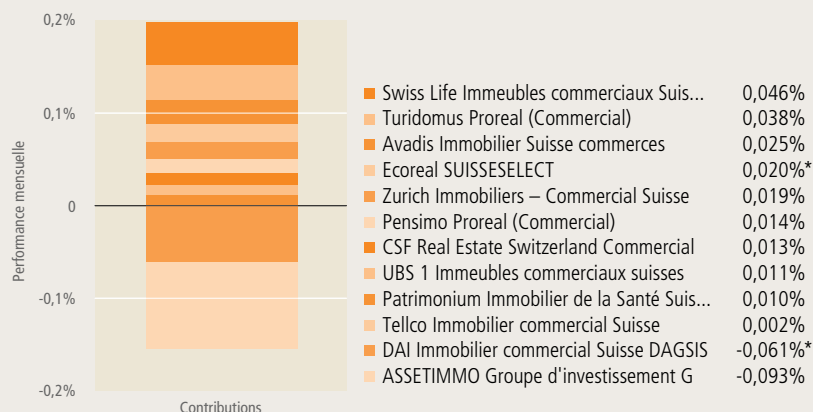 0,2%
0,1%
0
-0,1%
-0,2%
Performance mensuelle
Contributions
Swiss Life Immeubles commerciaux Suis... 0,046%
Turidomus Proreal (Commercial) 0,038%
Avadis Immobilier Suisse commerces 0,025%
Ecoreal SUISSESELECT 0,020%*
Zurich Immobiliers – Commercial Suisse 0,019%
Pensimo Proreal (Commercial) 0,014%
CSF Real Estate Switzerland Commercial 0,013%
UBS 1 Immeubles commerciaux suisses 0,011%
Patrimonium Immobilier de la Santé Suis... 0,010%
Tellco Immobilier commercial Suisse 0,002%
DAI Immobilier commercial Suisse DAGSIS -0,061%*
ASSETIMMO Groupe d'investissement G -0,093%